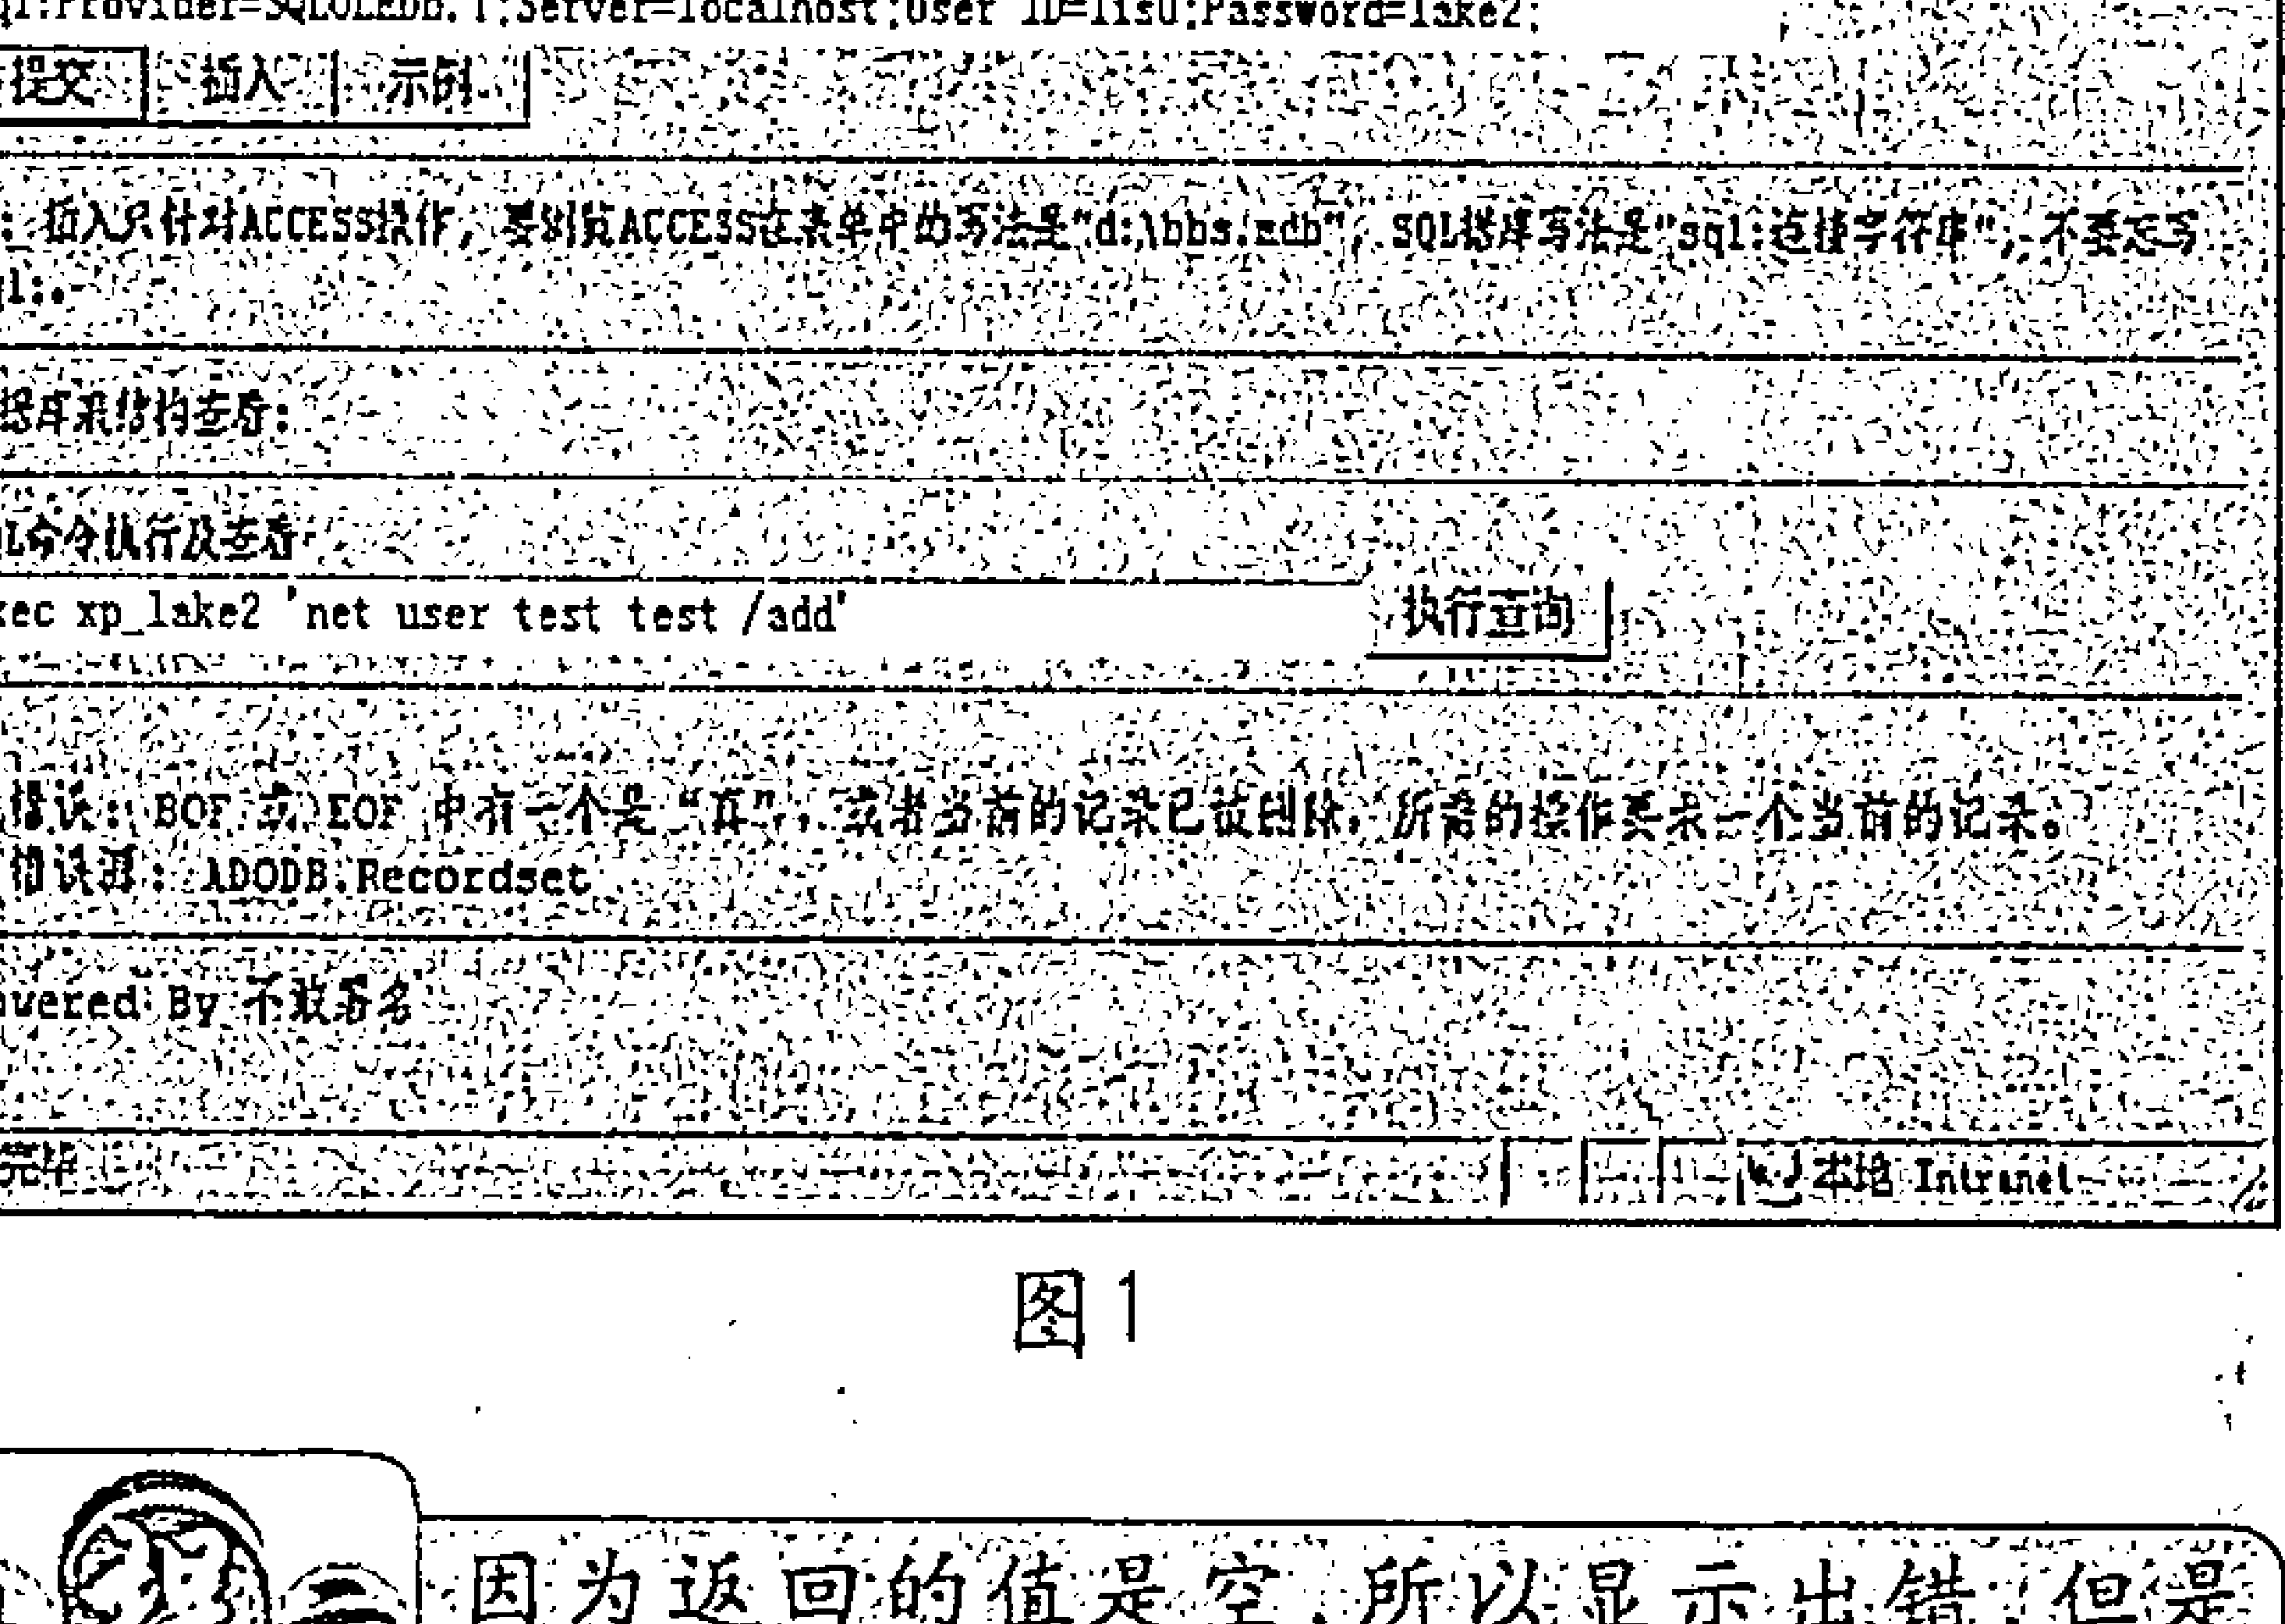 ql:Provider=SQLOLEDB.1;Server=localhost;User ID=lisu;Password=lake2;
提交 插入 示例
: 插入只针对ACCESS操作, 要浏览ACCESS在表单中的写法是"d:\bbs.mdb", SQL据库写法是"sql:连接字符串", 不要忘写
ql:。
据库表结构查看:
QL命令执行及查看
xec xp_lake2 'net user test test /add' 执行查询
错误: BOF 或 EOF 中有一个是 “真”, 或者当前的记录已被删除, 所需的操作要求一个当前的记录。
错误源: ADODB.Recordset
owered By 不敢署名
完毕 本地 Intranet
图1
因为返回的值是空,所以显示出错,但是